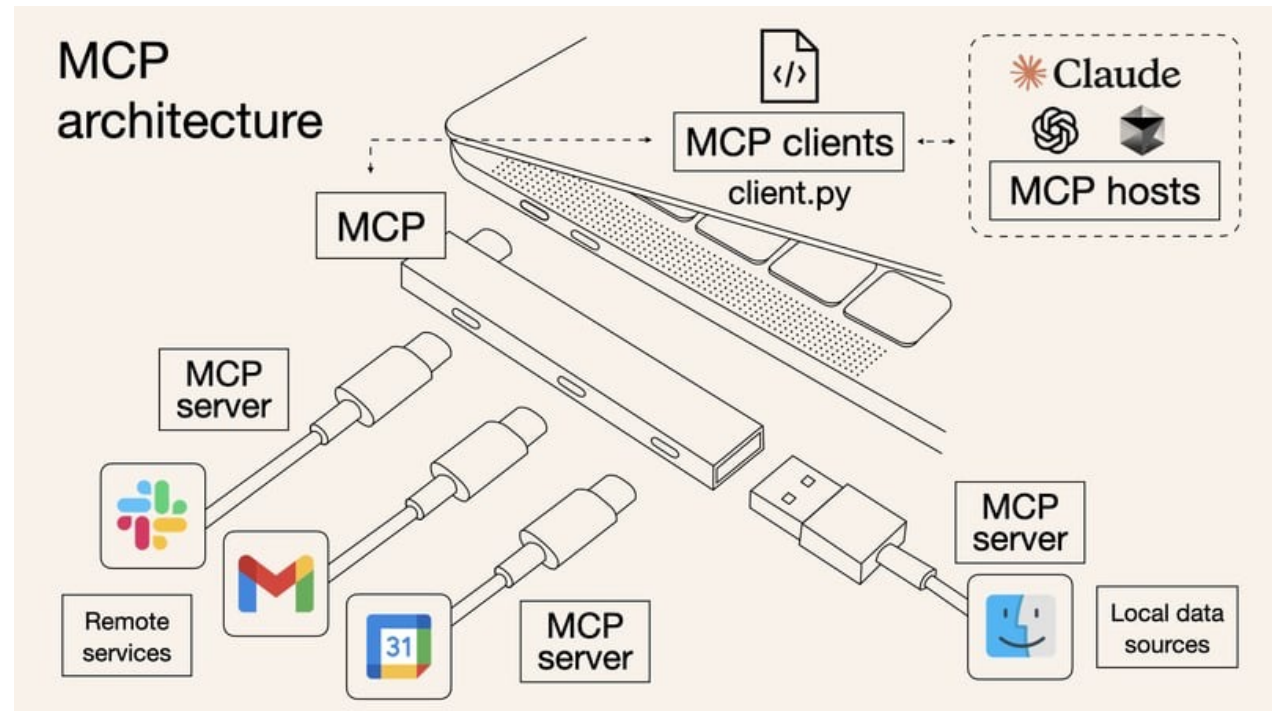 MCP
architecture
</>
MCP clients
client.py
Claude
MCP hosts
MCP
MCP
server
MCP
server
31
Remote
services
MCP
server
Local data
sources